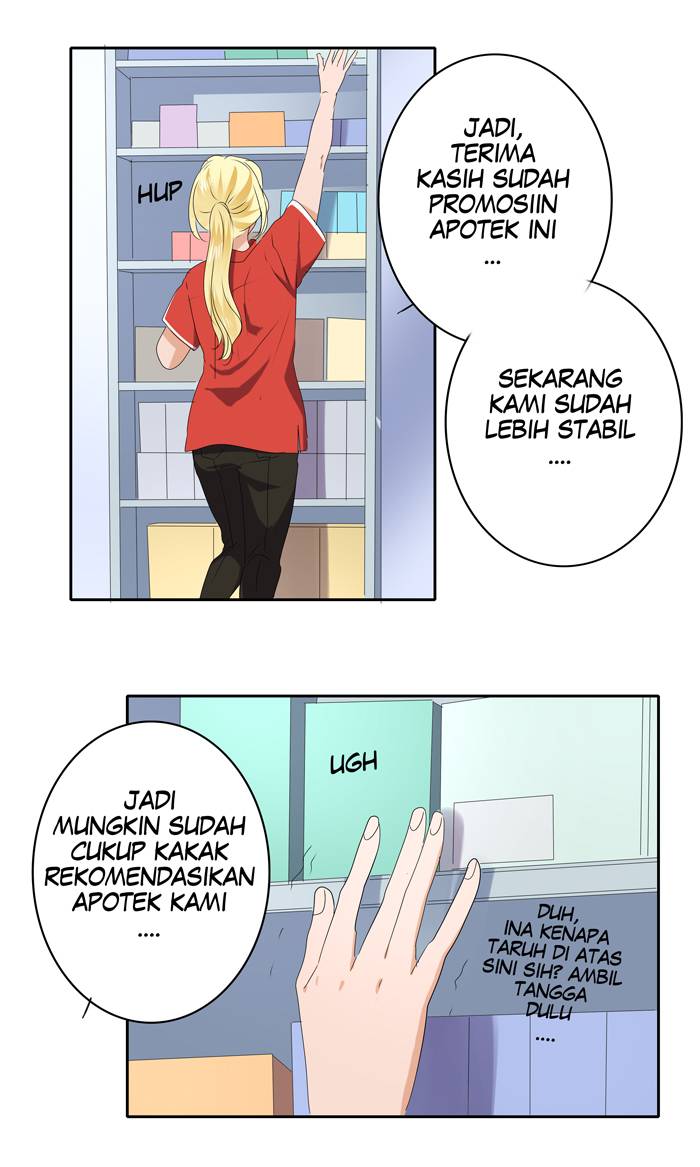 HUP
JADI,
TERIMA
KASIH SUDAH
PROMOSIIN
APOTEK INI
...
SEKARANG
KAMI SUDAH
LEBIH STABIL
....
UGH
JADI
MUNGKIN SUDAH
CUKUP KAKAK
REKOMENDASIKAN
APOTEK KAMI
....
DUH,
INA KENAPA
TARUH DI ATAS
SINI SIH? AMBIL
TANGGA
DULU
....